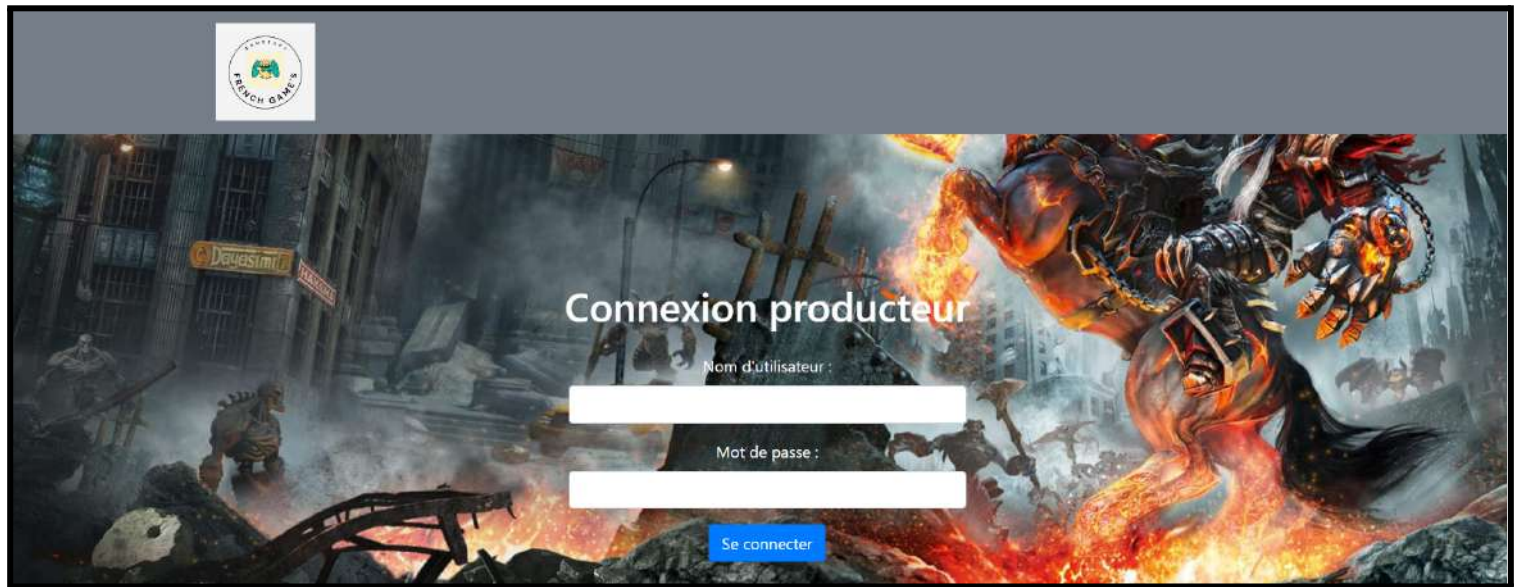 FRENCH GAME'S
Connexion producteur
Nom d'utilisateur :
Mot de passe :
Se connecter